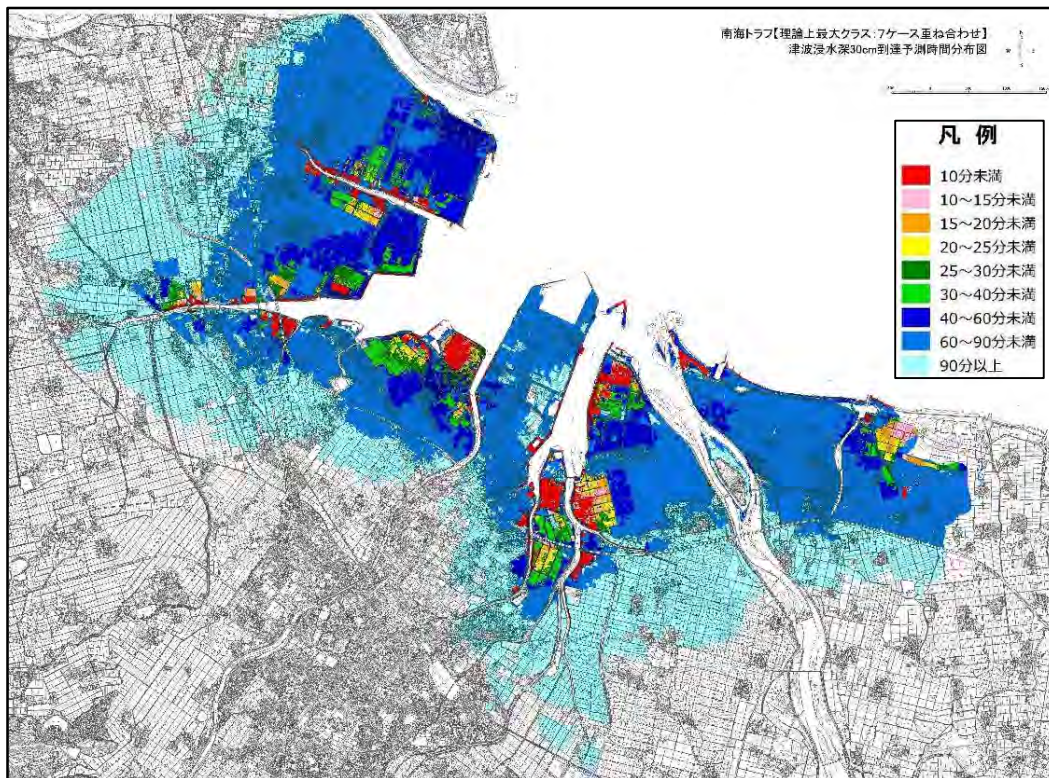 南海トラフ【理論上最大クラス:7ケース重ね合わせ】
津波浸水深30cm到達予測時間分布図
凡例
10分未満
10~15分未満
15~20分未満
20~25分未満
25~30分未満
30~40分未満
40~60分未満
60~90分未満
90分以上